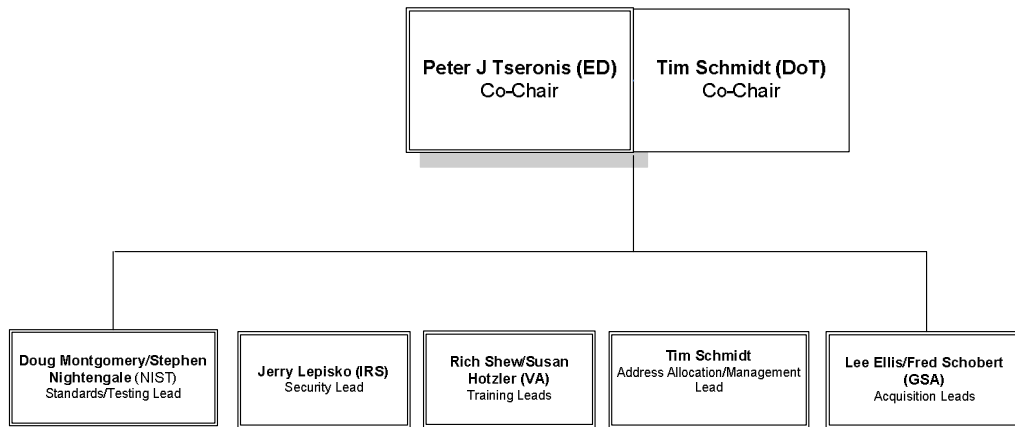 Peter J Tseronis (ED)
Co-Chair
Tim Schmidt (DoT)
Co-Chair
Doug Montgomery/Stephen
Nightengale (NIST)
Standards/Testing Lead
Jerry Lepisko (IRS)
Security Lead
Rich Shew/Susan
Hotzler (VA)
Training Leads
Tim Schmidt
Address Allocation/Management
Lead
Lee Ellis/Fred Schobert
(GSA)
Acquisition Leads